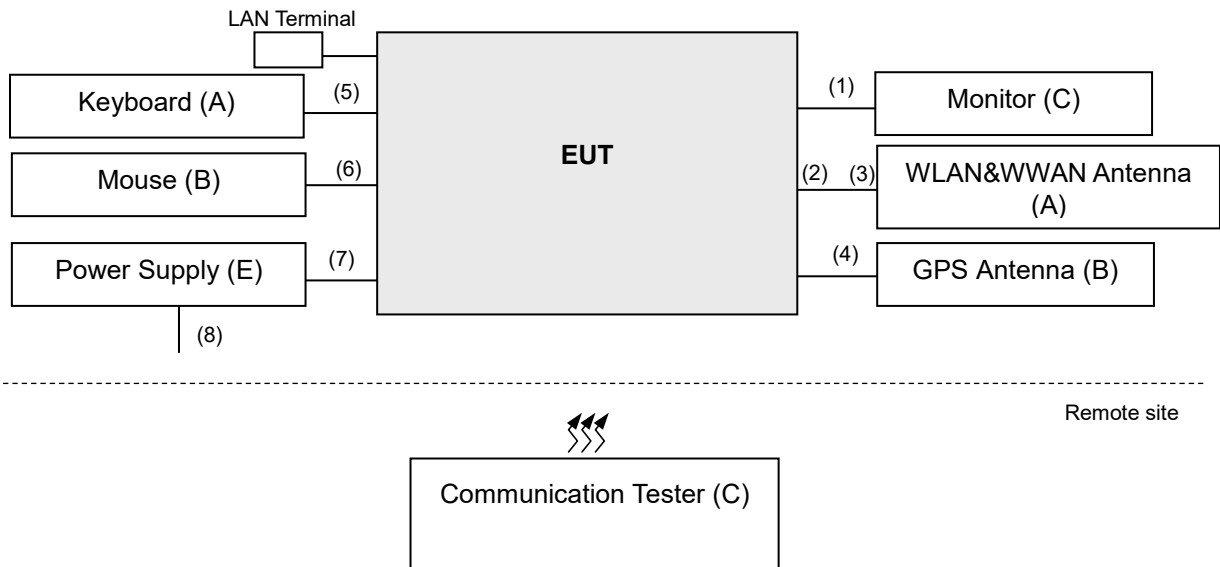 LAN Terminal
Keyboard (A)
(5)
EUT
(1)
Monitor (C)
Mouse (B)
(6)
(2)
(3)
WLAN&WWAN Antenna
(A)
Power Supply (E)
(7)
(4)
GPS Antenna (B)
(8)
Remote site
Communication Tester (C)